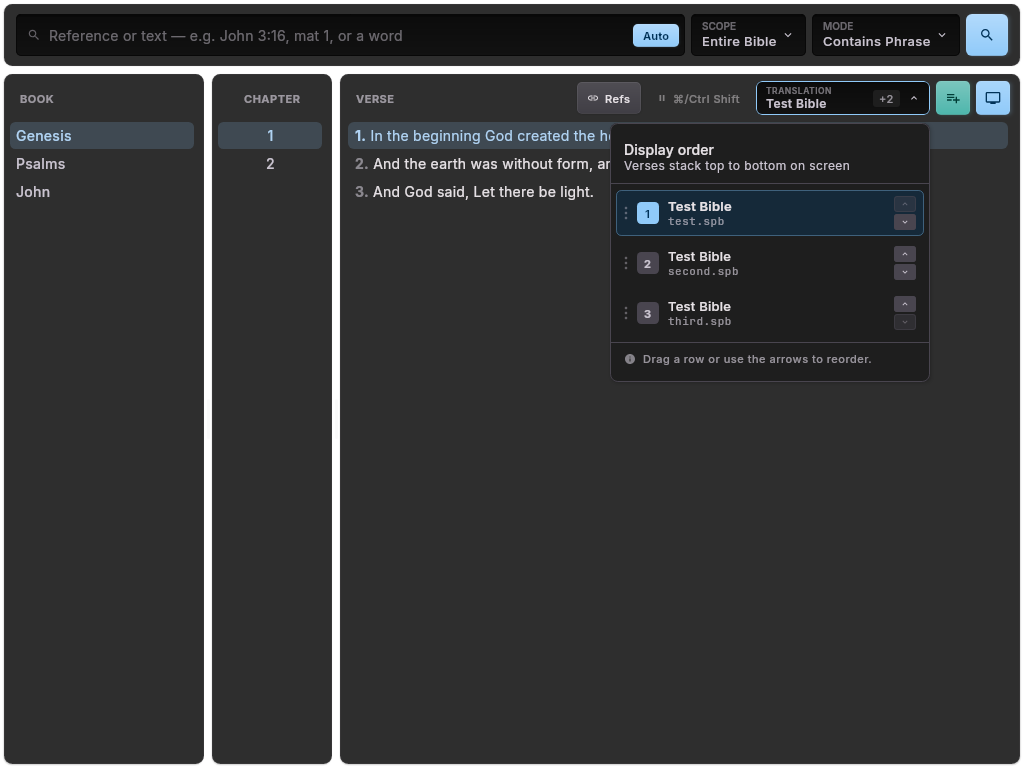 Reference or text — e.g. John 3:16, mat 1, or a word
Auto
SCOPE
Entire Bible
MODE
Contains Phrase
BOOK
Genesis
Psalms
John
CHAPTER
1
2
VERSE
Refs
⌘/Ctrl Shift
TRANSLATION
Test Bible
+2
1. In the beginning God created the he
2. And the earth was without form, an
3. And God said, Let there be light.
Display order
Verses stack top to bottom on screen
1
Test Bible
test.spb
2
Test Bible
second.spb
3
Test Bible
third.spb
Drag a row or use the arrows to reorder.